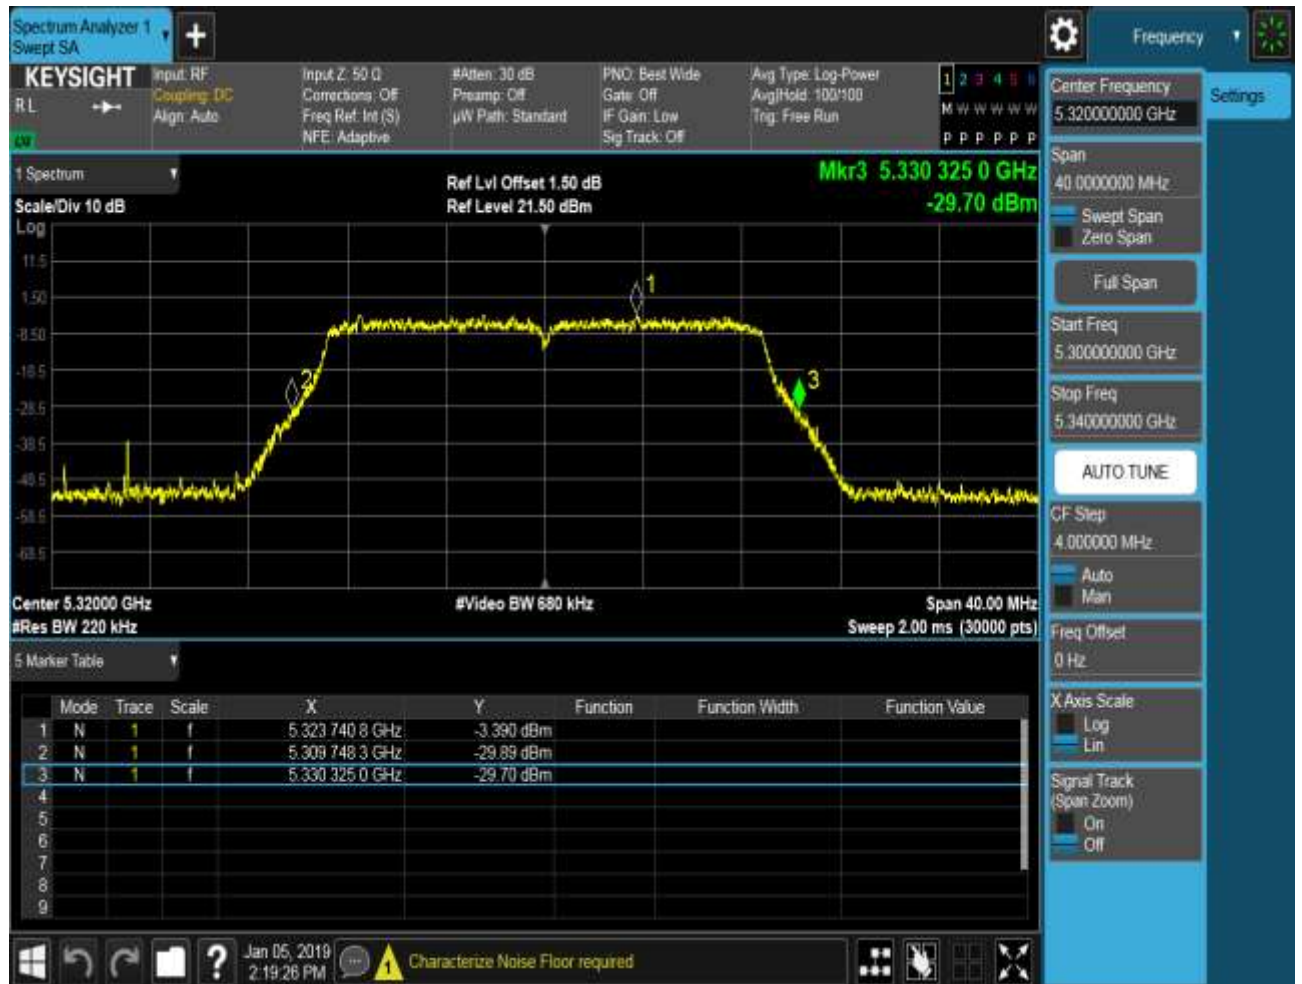 Spectrum Analyzer 1
Swept SA
Frequency
KEYSIGHT
RL
Input: RF
Coupling: DC
Align: Auto
Input Z: 50 Ω
Corrections: Off
Freq Ref: Int (S)
NFE: Adaptive
#Atten: 30 dB
Preamp: Off
µW Path: Standard
PNO: Best Wide
Gate: Off
IF Gain: Low
Sig Track: Off
Avg Type: Log-Power
Avg|Hold: 100/100
Trig: Free Run
1 2 3 4 5 6
M W W W W W
P P P P P P
1 Spectrum
Scale/Div 10 dB
Ref Lvl Offset 1.50 dB
Ref Level 21.50 dBm
Mkr3 5.330 325 0 GHz
-29.70 dBm
Log
11.5
1.50
-8.50
-18.5
-28.5
-38.5
-48.5
-58.5
-68.5
1
2
3
Center 5.32000 GHz
#Video BW 680 kHz
Span 40.00 MHz
#Res BW 220 kHz
Sweep 2.00 ms (30000 pts)
5 Marker Table
Mode Trace Scale X Y Function Function Width Function Value
1 N 1 f 5.323 740 8 GHz -3.390 dBm
2 N 1 f 5.309 748 3 GHz -29.89 dBm
3 N 1 f 5.330 325 0 GHz -29.70 dBm
4
5
6
7
8
9
Jan 05, 2019
2:19:26 PM
Characterize Noise Floor required
Settings
Center Frequency
5.320000000 GHz
Span
40.0000000 MHz
Swept Span
Zero Span
Full Span
Start Freq
5.300000000 GHz
Stop Freq
5.340000000 GHz
AUTO TUNE
CF Step
4.000000 MHz
Auto
Man
Freq Offset
0 Hz
X Axis Scale
Log
Lin
Signal Track
(Span Zoom)
On
Off